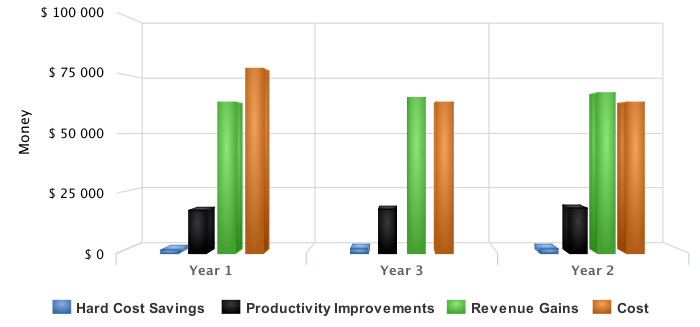 $ 100 000
$ 75 000
$ 50 000
$ 25 000
$ 0
Money
Year 1 Year 3 Year 2
Hard Cost Savings Productivity Improvements Revenue Gains Cost